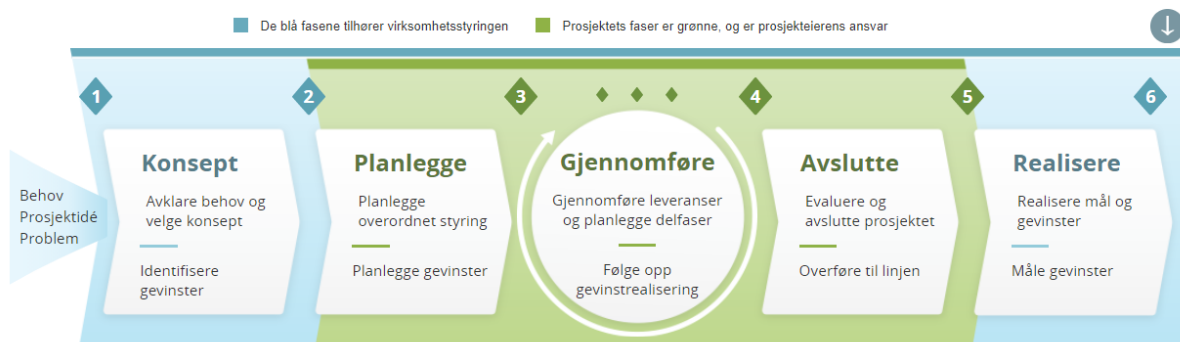 De blå fasene tilhører virksomhetsstyringen
Prosjektets faser er grønne, og er prosjekteierens ansvar
1
2
3
4
5
6
Behov
Prosjektidé
Problem
Konsept
Avklare behov og
velge konsept
Identifisere
gevinster
Planlegge
Planlegge
overordnet styring
Planlegge gevinster
Gjennomføre
Gjennomføre leveranser
og planlegge delfaser
Følge opp
gevinstrealisering
Avslutte
Evaluere og
avslutte prosjektet
Overføre til linjen
Realisere
Realisere mål og
gevinster
Måle gevinster